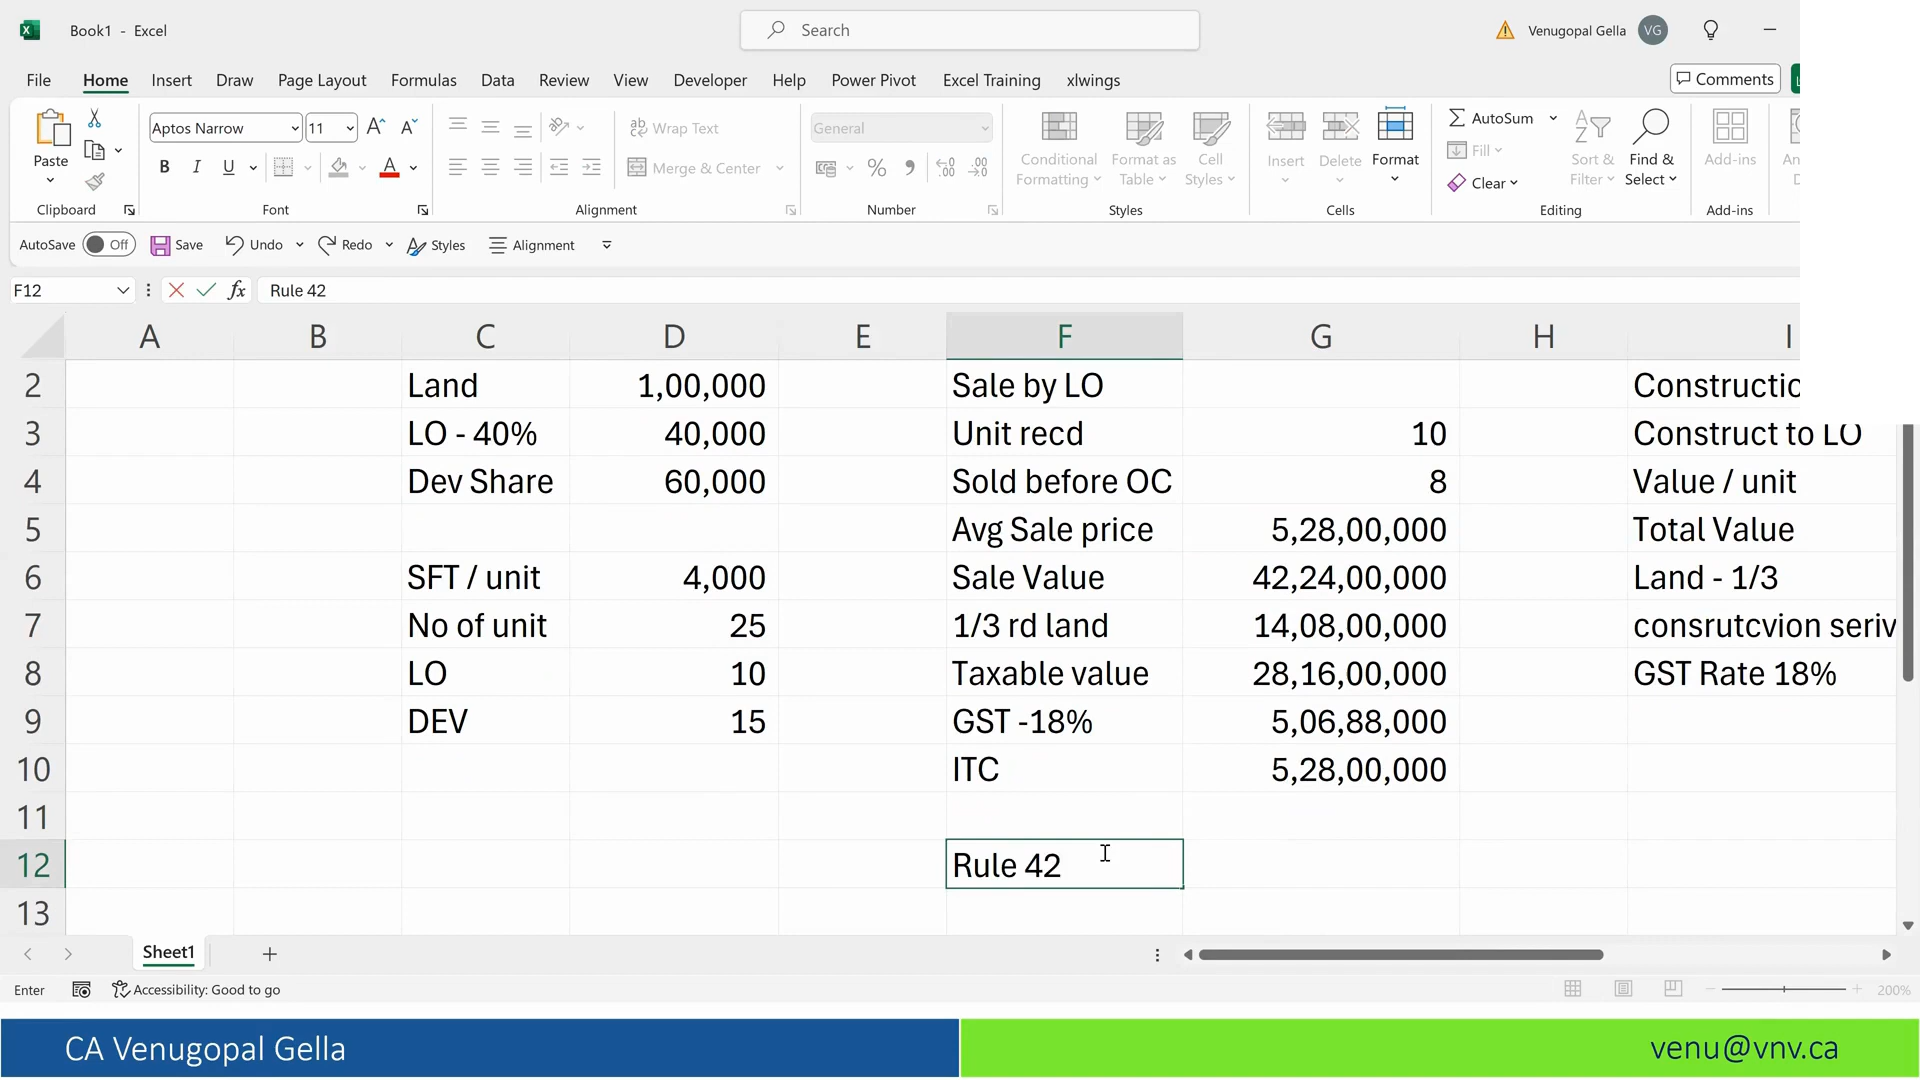 Book1 - Excel
Search
Venugopal Gella VG
File Home Insert Draw Page Layout Formulas Data Review View Developer Help Power Pivot Excel Training xlwings
Comments
Paste
Aptos Narrow 11
B I U
Wrap Text
Merge & Center
General
Conditional Formatting
Format as Table
Cell Styles
Insert Delete Format
AutoSum
Fill
Clear
Sort & Filter
Find & Select
Add-ins
Clipboard Font Alignment Number Styles Cells Editing Add-ins
AutoSave Off Save Undo Redo Styles Alignment
F12 fx Rule 42
A B C D E F G H I
2 Land 1,00,000 Sale by LO Constructio
3 LO - 40% 40,000 Unit recd 10 Construct to LO
4 Dev Share 60,000 Sold before OC 8 Value / unit
5 Avg Sale price 5,28,00,000 Total Value
6 SFT / unit 4,000 Sale Value 42,24,00,000 Land - 1/3
7 No of unit 25 1/3 rd land 14,08,00,000 consrutcvion seriv
8 LO 10 Taxable value 28,16,00,000 GST Rate 18%
9 DEV 15 GST -18% 5,06,88,000
10 ITC 5,28,00,000
11
12 Rule 42
13
Sheet1
Enter Accessibility: Good to go 200%
CA Venugopal Gella venu@vnv.ca